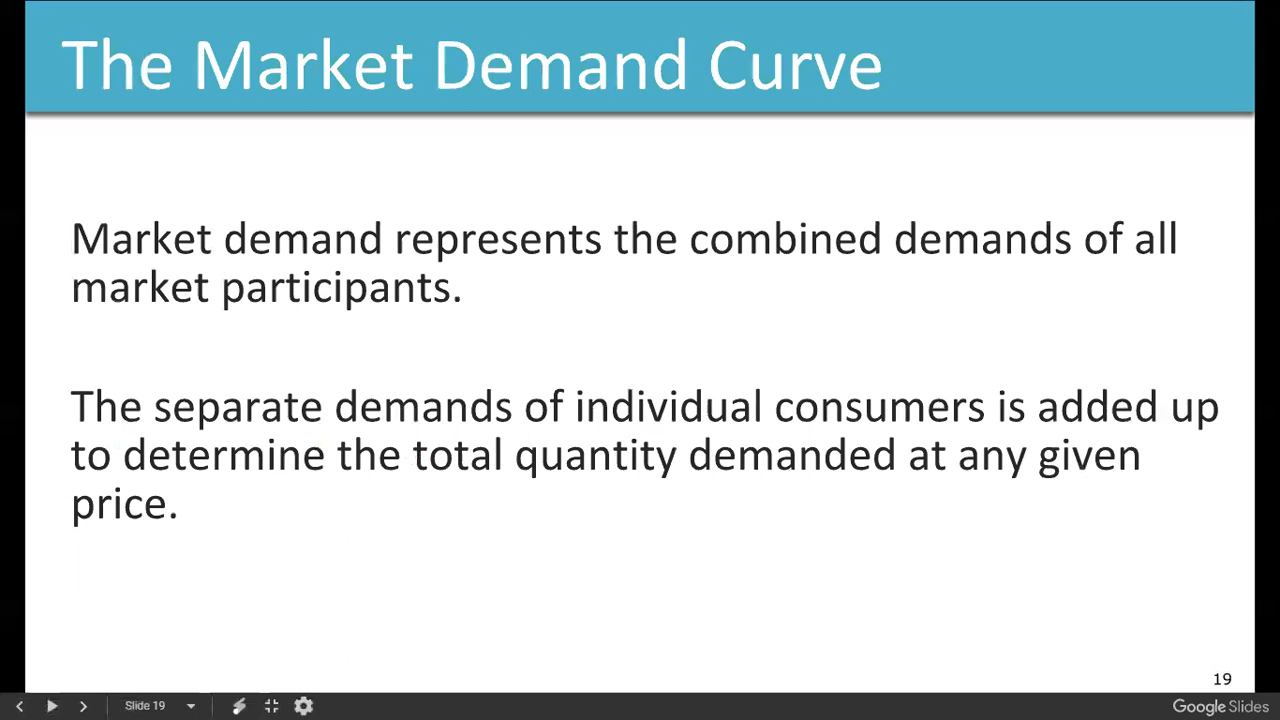 The Market Demand Curve
Market demand represents the combined demands of all
market participants.
The separate demands of individual consumers is added up
to determine the total quantity demanded at any given
price.
19
Slide 19
Google Slides